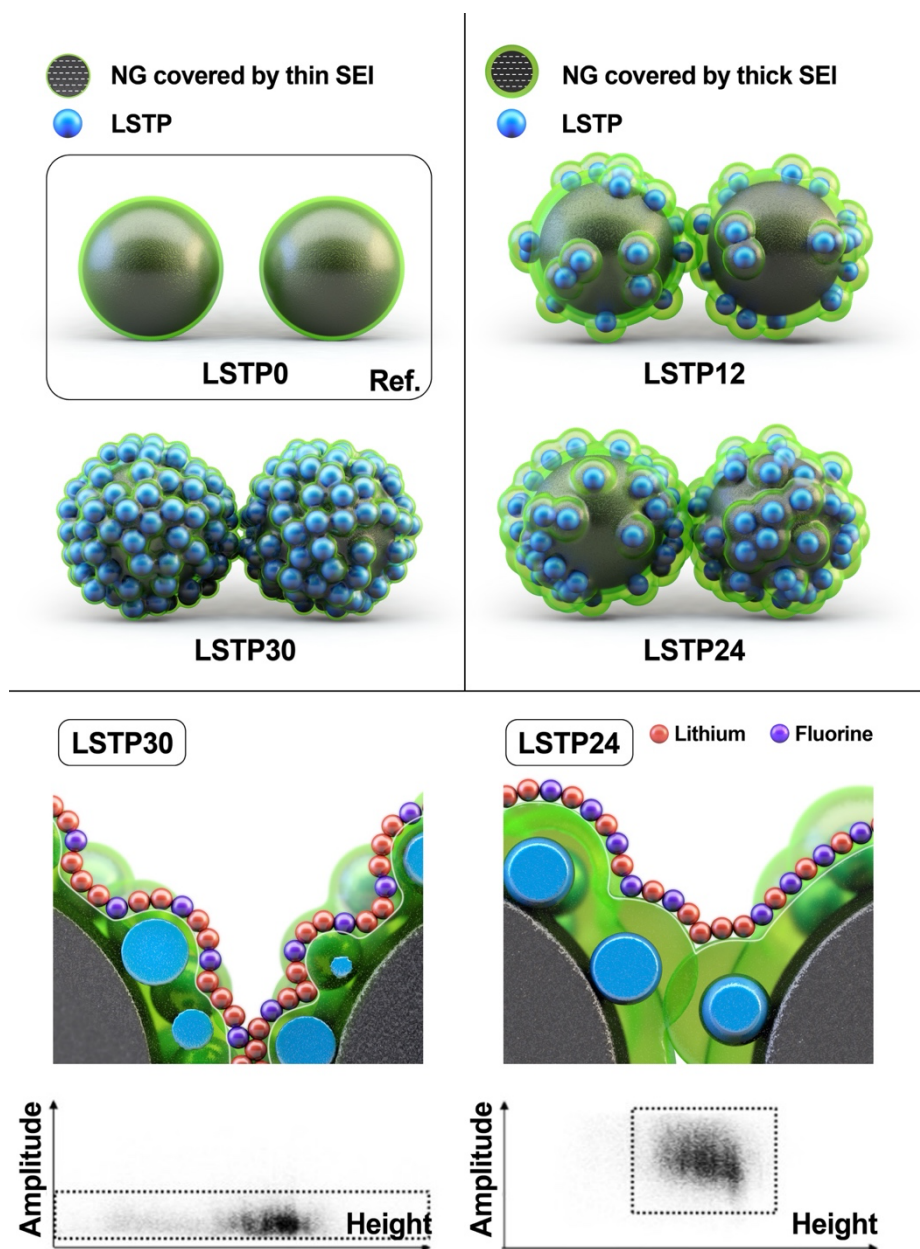 NG covered by thin SEI
LSTP
LSTP0
Ref.
LSTP30
NG covered by thick SEI
LSTP
LSTP12
LSTP24
LSTP30
Amplitude
Height
LSTP24
Lithium
Fluorine
Amplitude
Height